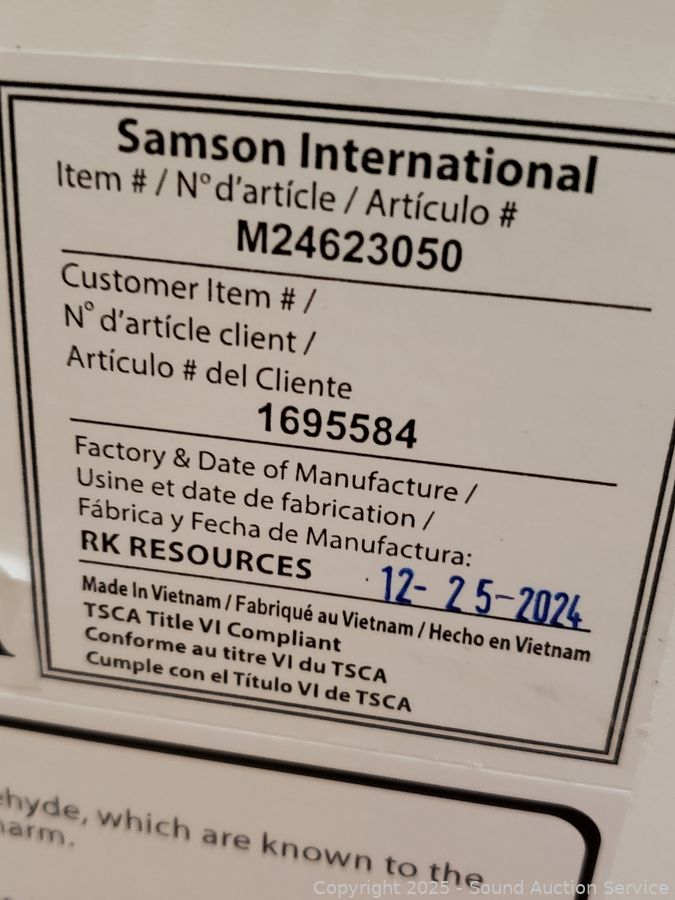 Samson International
Item # / N° d'artícle / Artículo #
M24623050
Customer Item # /
N° d'artícle client /
Artículo # del Cliente
1695584
Factory & Date of Manufacture /
Usine et date de fabrication /
Fábrica y Fecha de Manufactura:
RK RESOURCES 12-25-2024
Made In Vietnam / Fabriqué au Vietnam / Hecho en Vietnam
TSCA Title VI Compliant
Conforme au titre VI du TSCA
Cumple con el Título VI de TSCA
ehyde, which are known to the
harm.
Copyright 2025 - Sound Auction Service